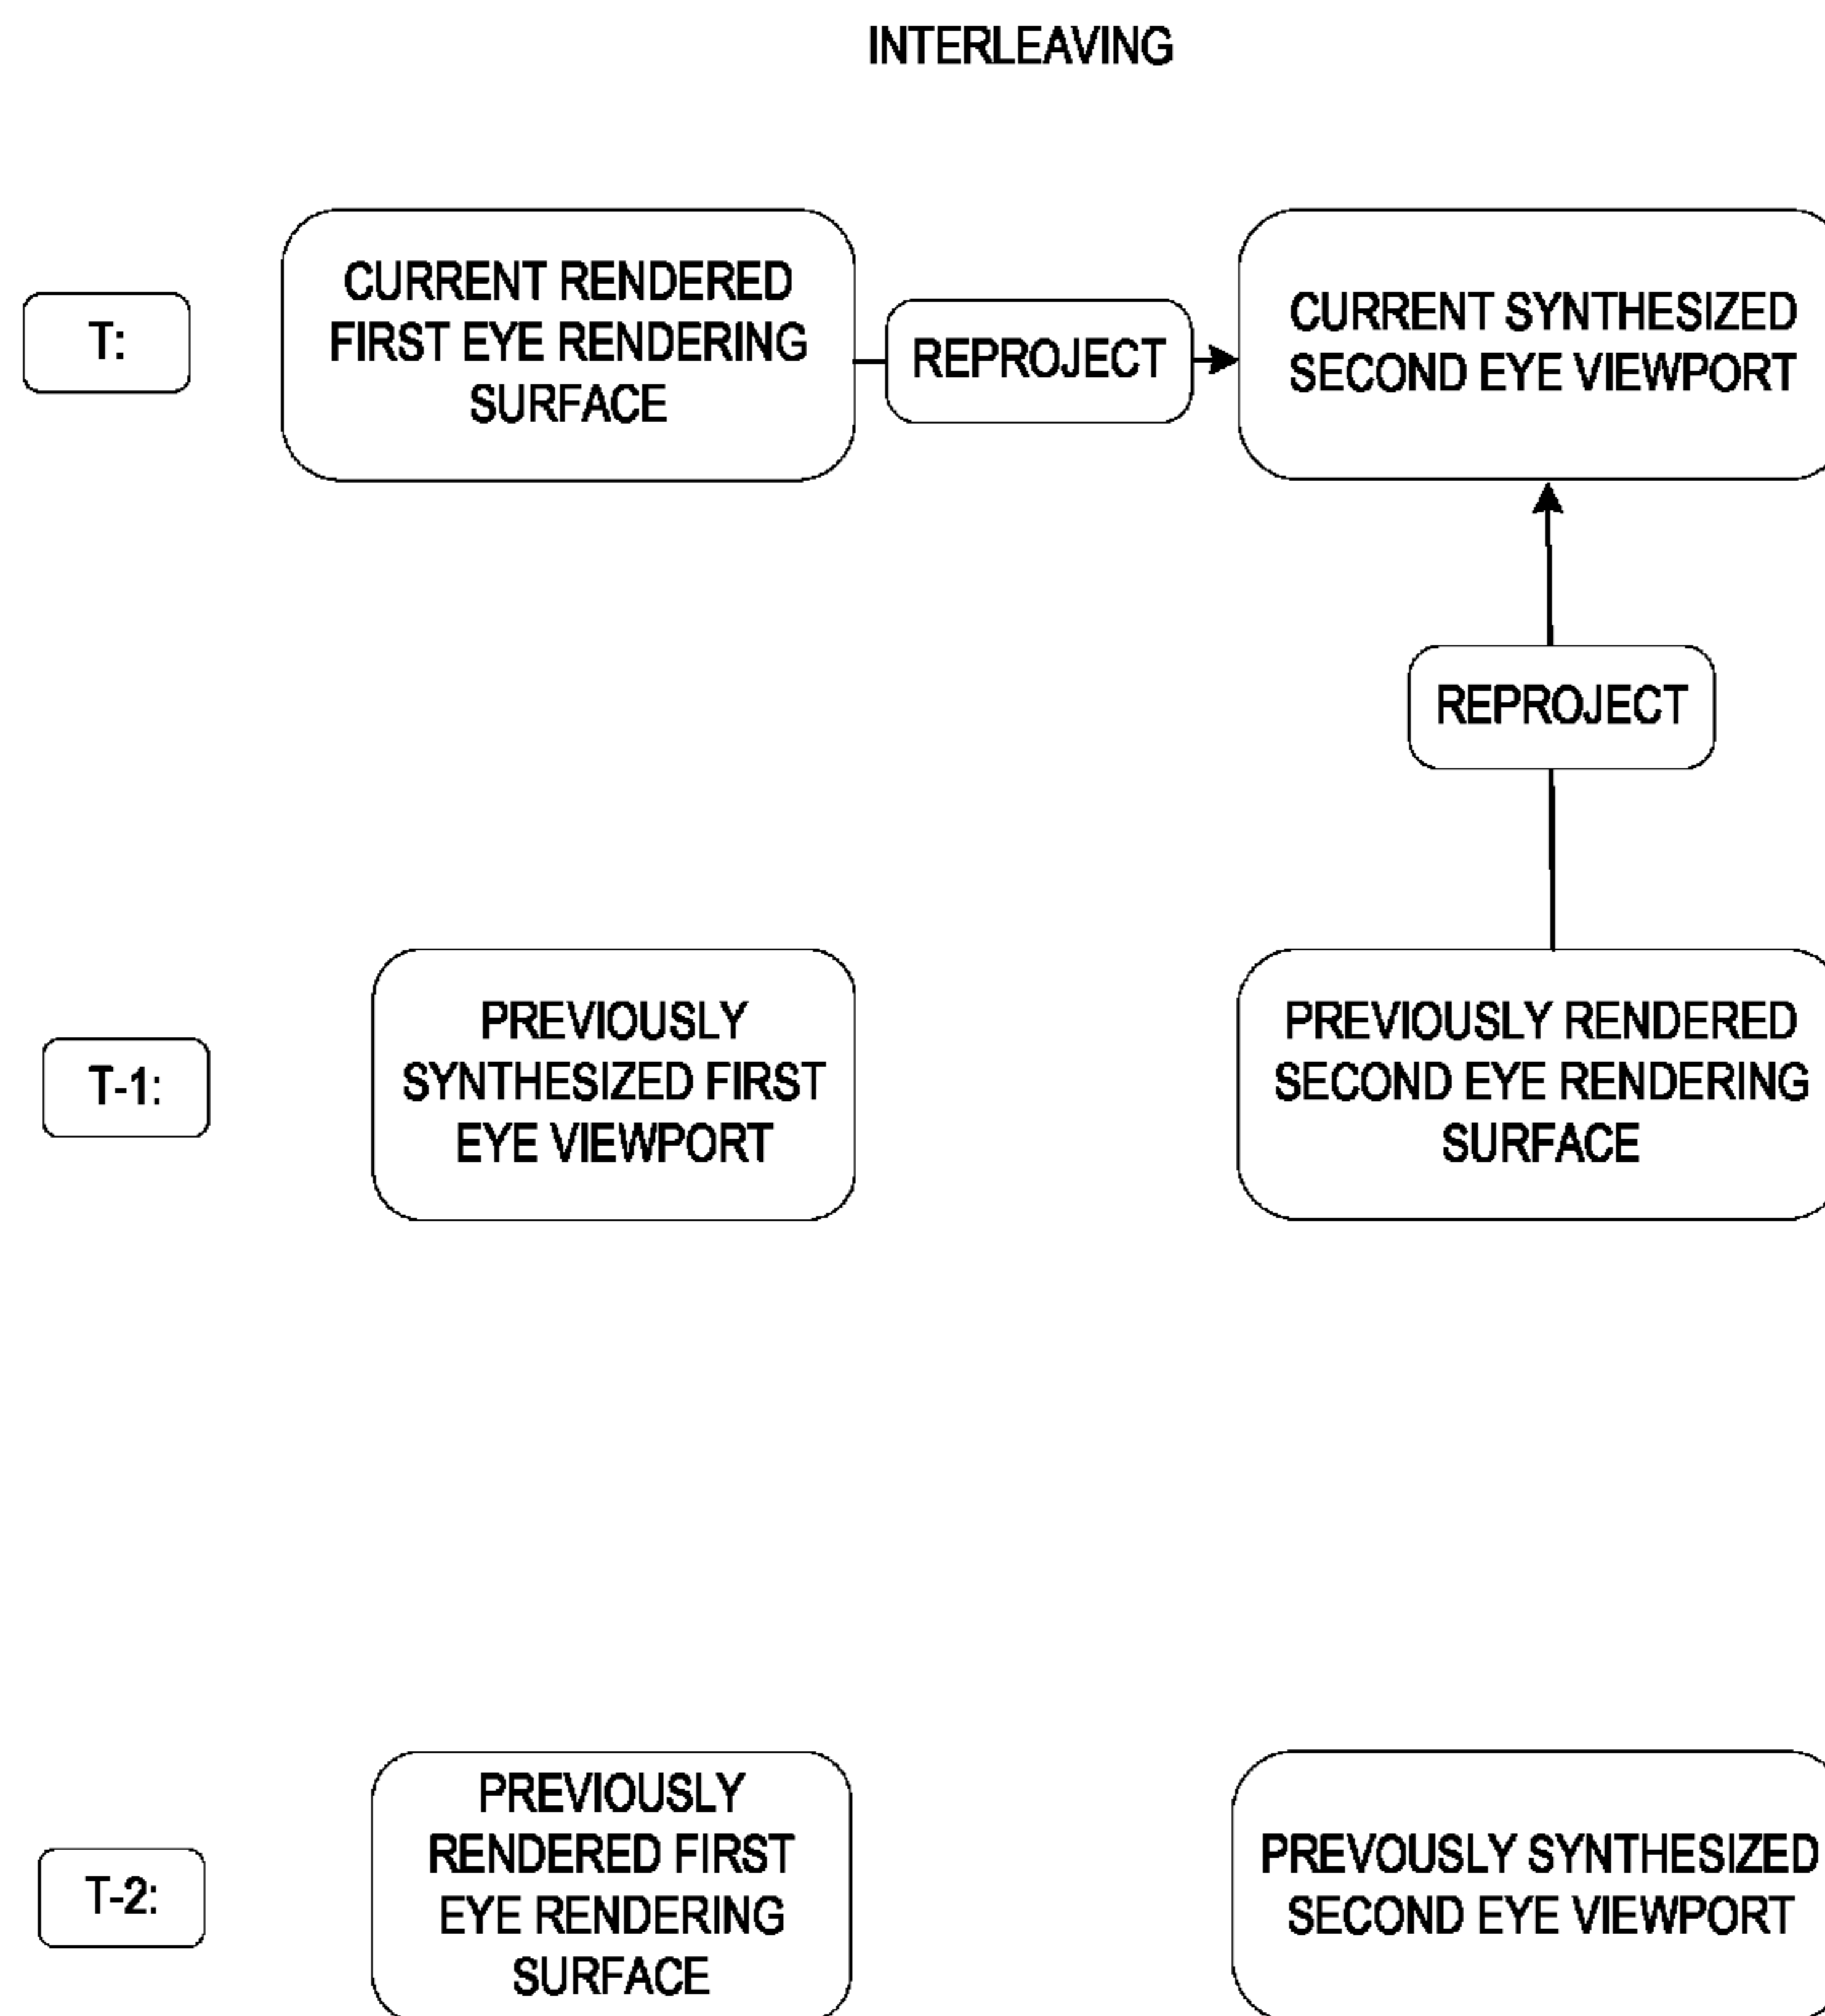 INTERLEAVING
T:
CURRENT RENDERED
FIRST EYE RENDERING
SURFACE
REPROJECT
CURRENT SYNTHESIZED
SECOND EYE VIEWPORT
REPROJECT
T-1:
PREVIOUSLY
SYNTHESIZED FIRST
EYE VIEWPORT
PREVIOUSLY RENDERED
SECOND EYE RENDERING
SURFACE
T-2:
PREVIOUSLY
RENDERED FIRST
EYE RENDERING
SURFACE
PREVOUSLY SYNTHESIZED
SECOND EYE VIEWPORT